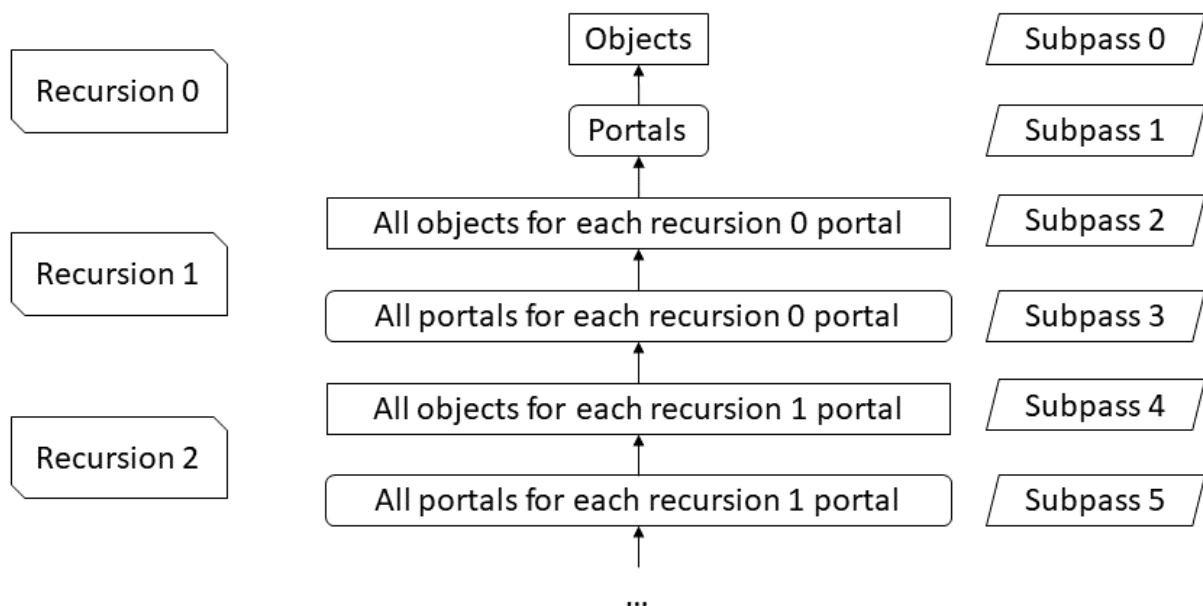 Objects
Subpass 0
Recursion 0
Portals
Subpass 1
All objects for each recursion 0 portal
Subpass 2
Recursion 1
All portals for each recursion 0 portal
Subpass 3
All objects for each recursion 1 portal
Subpass 4
Recursion 2
All portals for each recursion 1 portal
Subpass 5
...